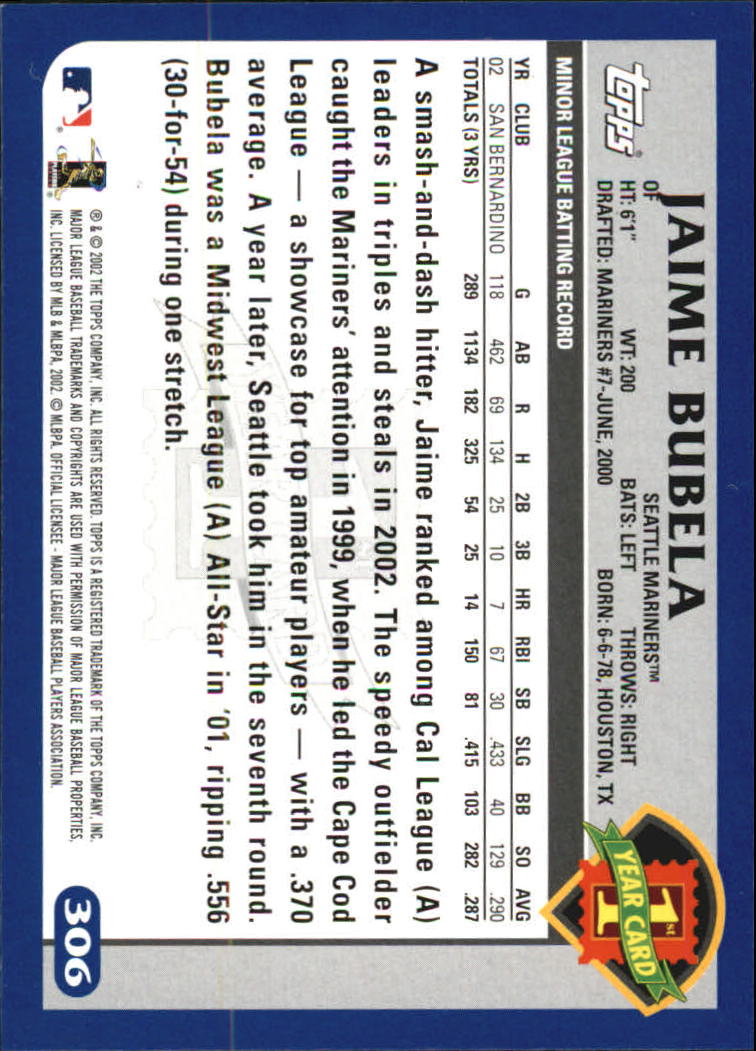 JAIME BUBELA
topps®
OF SEATTLE MARINERS™
HT: 6'1" WT: 200 BATS: LEFT THROWS: RIGHT
DRAFTED: MARINERS #7-JUNE, 2000 BORN: 6-6-78, HOUSTON, TX
1st
YEAR CARD
MINOR LEAGUE BATTING RECORD
YR CLUB G AB R H 2B 3B HR RBI SB SLG BB SO AVG
02 SAN BERNARDINO 118 462 69 134 25 10 7 67 30 .433 40 129 .290
TOTALS (3 YRS) 289 1134 182 325 54 25 14 150 81 .415 103 282 .287
A smash-and-dash hitter, Jaime ranked among Cal League (A)
leaders in triples and steals in 2002. The speedy outfielder
caught the Mariners' attention in 1999, when he led the Cape Cod
League — a showcase for top amateur players — with a .370
average. A year later, Seattle took him in the seventh round.
Bubela was a Midwest League (A) All-Star in '01, ripping .556
(30-for-54) during one stretch.
® & © 2002 THE TOPPS COMPANY, INC. ALL RIGHTS RESERVED. TOPPS IS A REGISTERED TRADEMARK OF THE TOPPS COMPANY, INC.
MAJOR LEAGUE BASEBALL TRADEMARKS AND COPYRIGHTS ARE USED WITH PERMISSION OF MAJOR LEAGUE BASEBALL PROPERTIES,
INC. LICENSED BY MLB & MLBPA, 2002. © MLBPA. OFFICIAL LICENSEE - MAJOR LEAGUE BASEBALL PLAYERS ASSOCIATION.
306